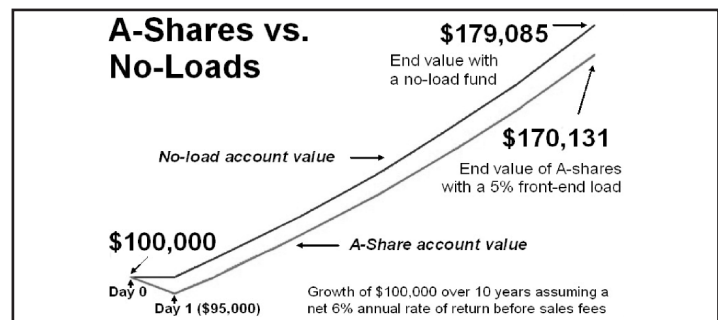 A-Shares vs.
No-Loads
$179,085
End value with
a no-load fund
$170,131
End value of A-shares
with a 5% front-end load
No-load account value
A-Share account value
$100,000
Day 0
Day 1 ($95,000)
Growth of $100,000 over 10 years assuming a
net 6% annual rate of return before sales fees